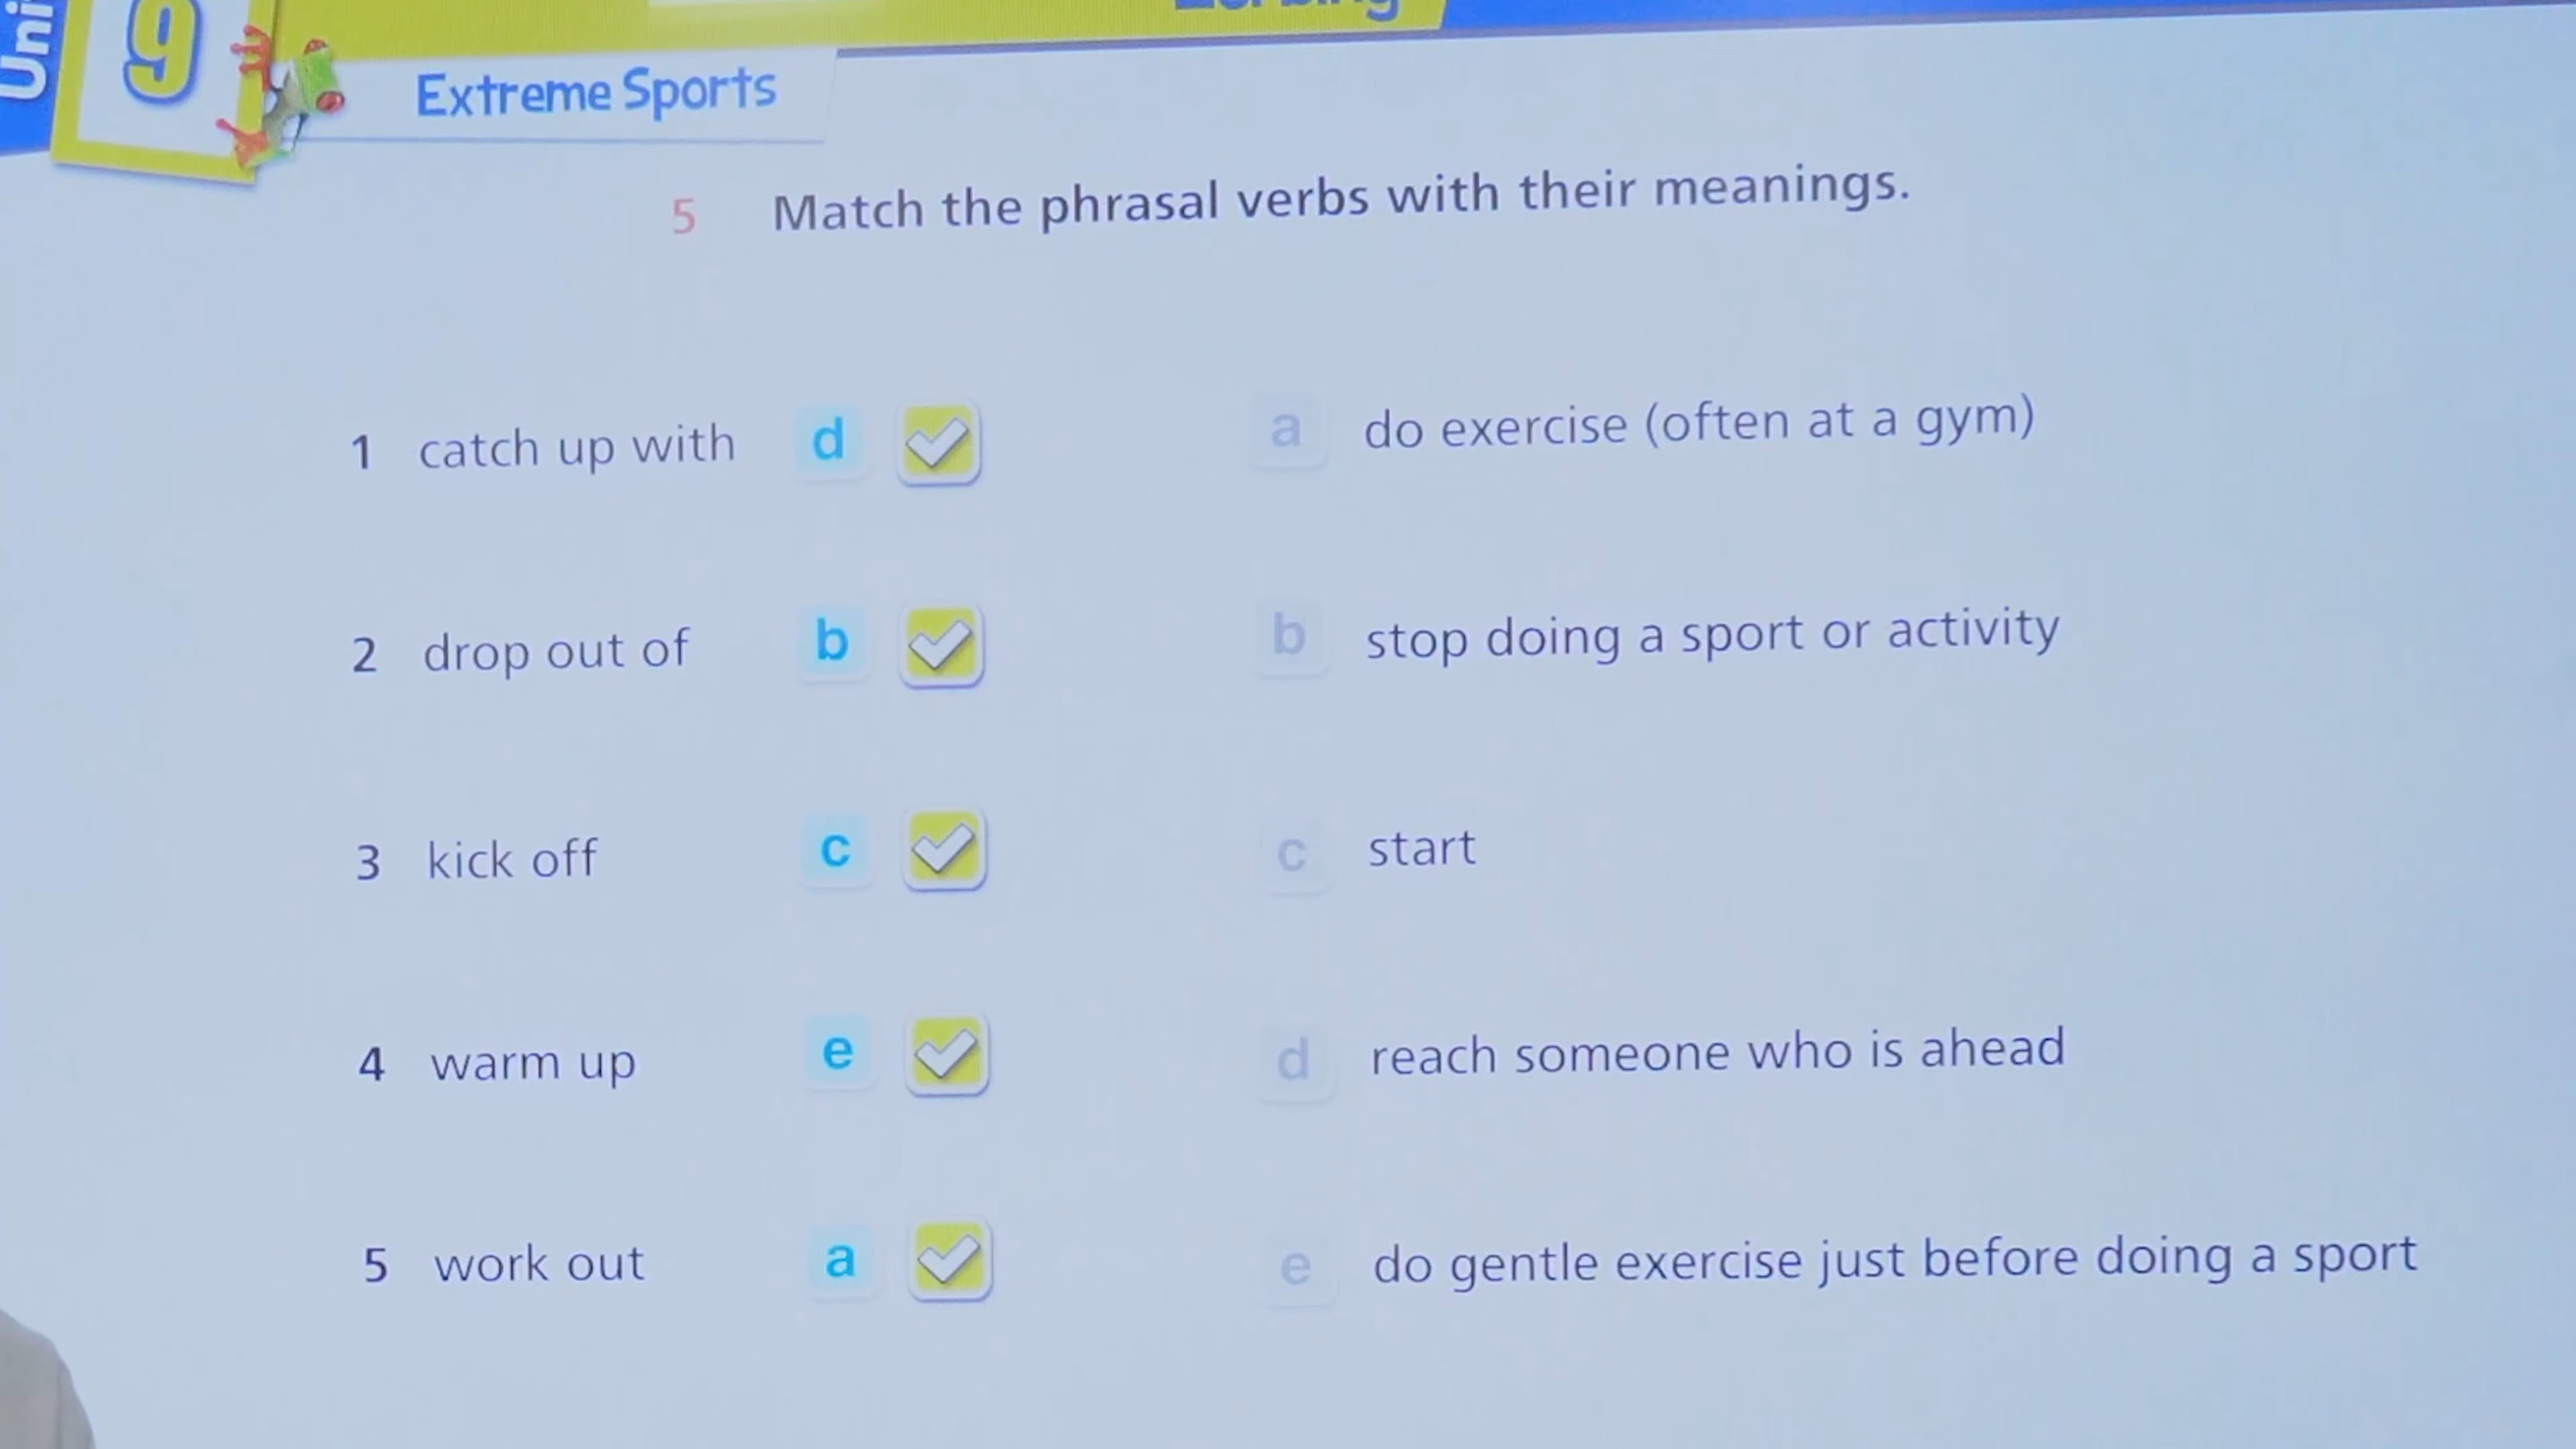 9
Extreme Sports
5 Match the phrasal verbs with their meanings.
1 catch up with d a do exercise (often at a gym)
2 drop out of b b stop doing a sport or activity
3 kick off c c start
4 warm up e d reach someone who is ahead
5 work out a e do gentle exercise just before doing a sport